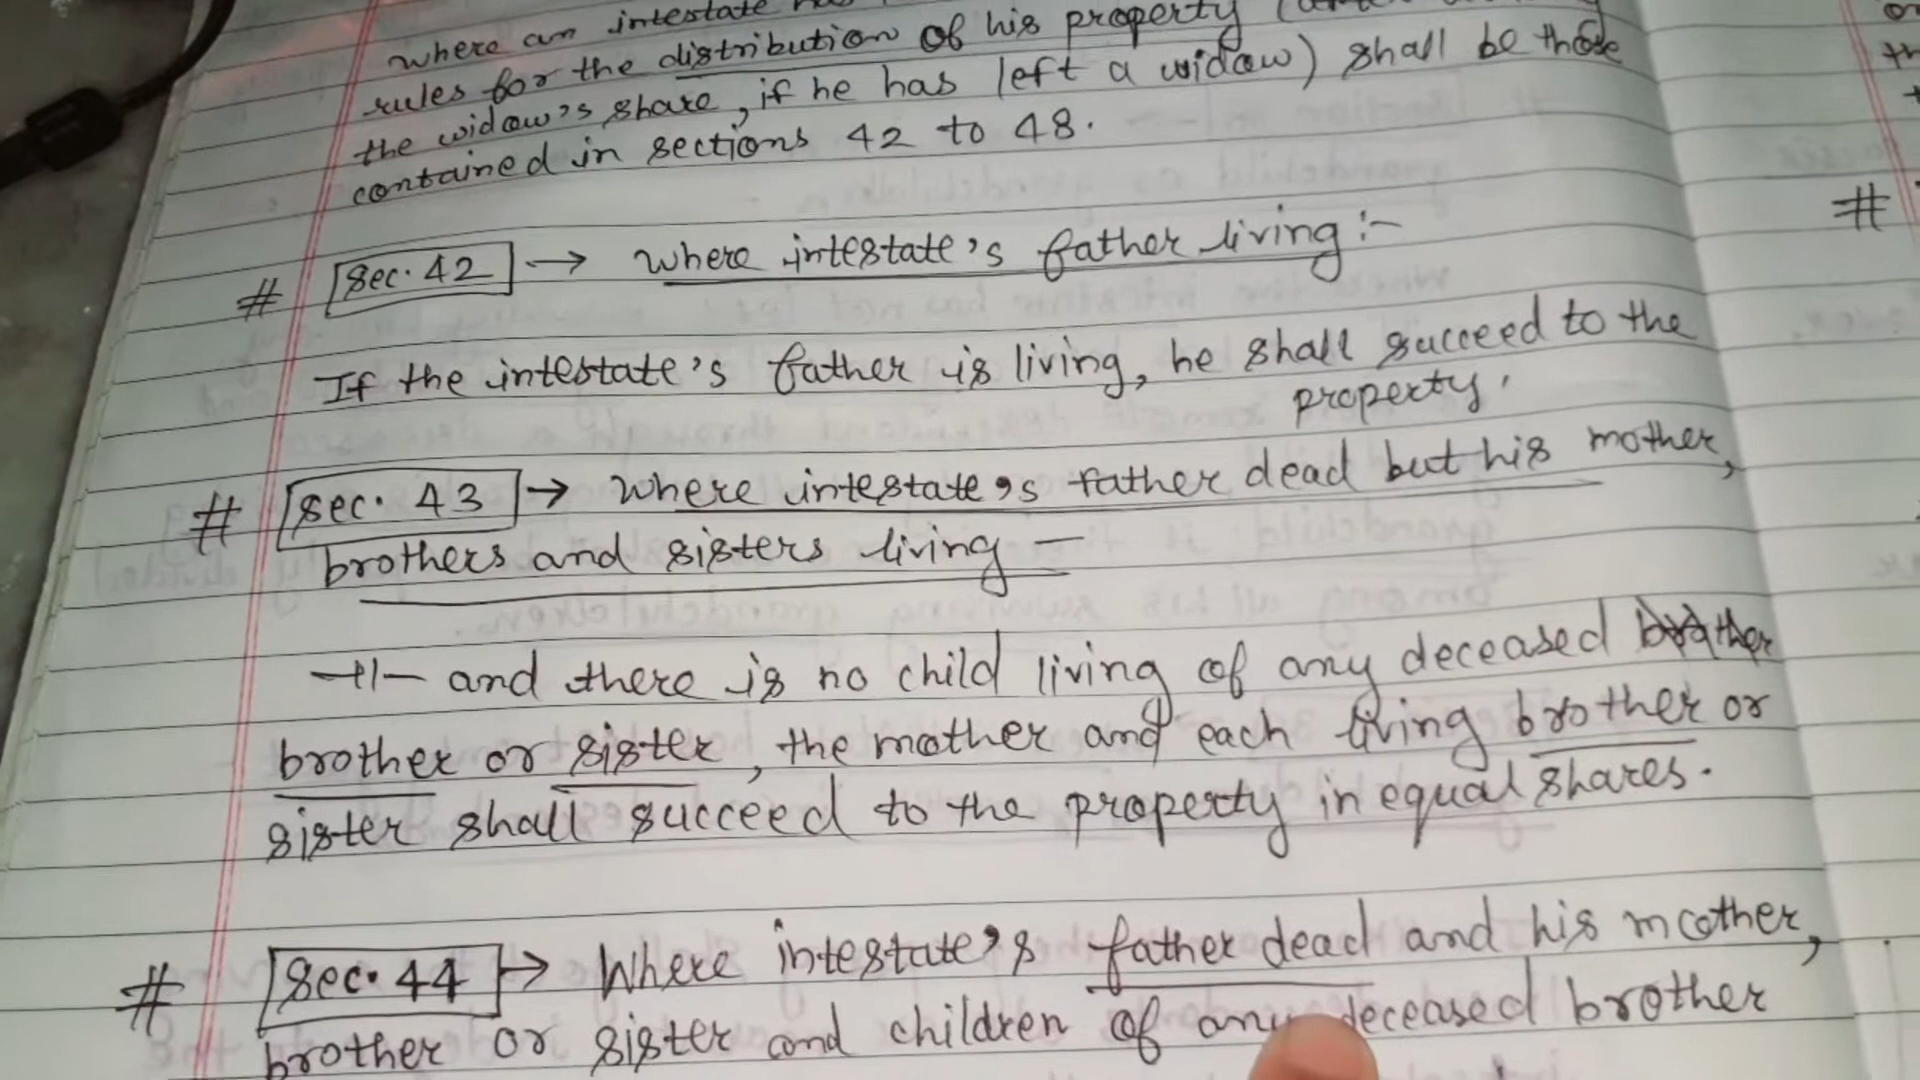 where an intestate
rules for the distribution of his property
the widow's share, if he has left a widow) shall be those
contained in sections 42 to 48.
# Sec. 42 → Where intestate's father living :-
If the intestate's father is living, he shall succeed to the
property.
# Sec. 43 → Where intestate's father dead but his mother,
brothers and sisters living —
—||— and there is no child living of any deceased brother
brother or sister, the mother and each living brother or
sister shall succeed to the property in equal shares.
# Sec. 44 → Where intestate's father dead and his mother,
brother or sister and children of any deceased brother
#